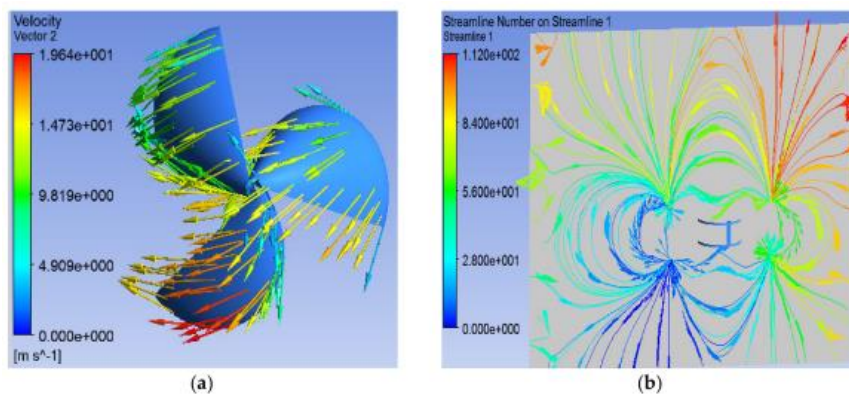 Velocity
Vector 2
1.964e+001
1.473e+001
9.819e+000
4.909e+000
0.000e+000
[m s^-1]
(a)
Streamline Number on Streamline 1
Streamline 1
1.120e+002
8.400e+001
5.600e+001
2.800e+001
0.000e+000
(b)